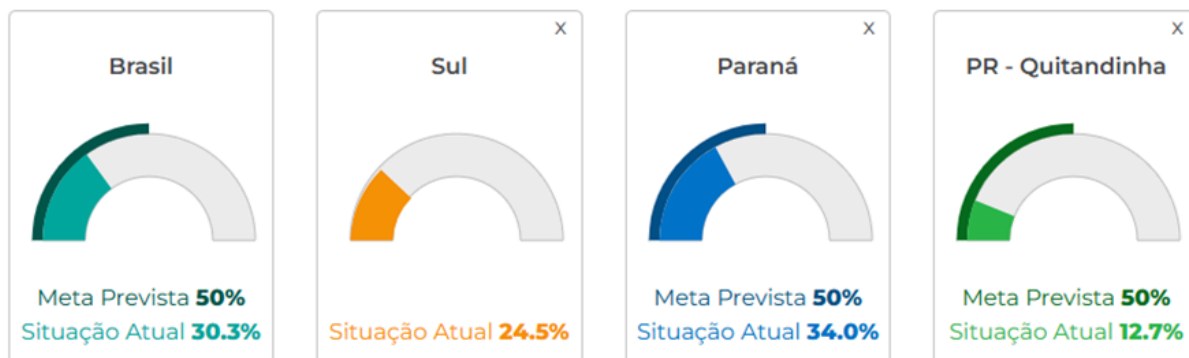 Brasil
Meta Prevista 50%
Situação Atual 30.3%
x
Sul
Situação Atual 24.5%
x
Paraná
Meta Prevista 50%
Situação Atual 34.0%
x
PR - Quitandinha
Meta Prevista 50%
Situação Atual 12.7%